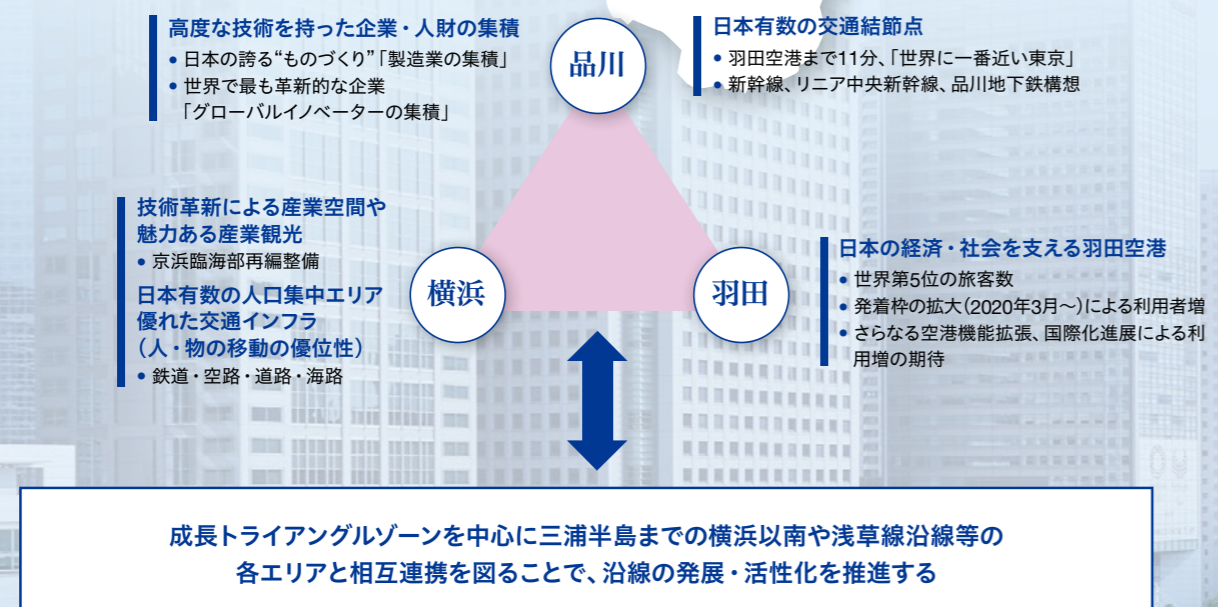 高度な技術を持った企業・人財の集積
• 日本の誇る“ものづくり”「製造業の集積」
• 世界で最も革新的な企業
「グローバルイノベーターの集積」
品川
日本有数の交通結節点
• 羽田空港まで11分、「世界に一番近い東京」
• 新幹線、リニア中央新幹線、品川地下鉄構想
技術革新による産業空間や
魅力ある産業観光
• 京浜臨海部再編整備
日本有数の人口集中エリア
優れた交通インフラ
（人・物の移動の優位性）
• 鉄道・空路・道路・海路
横浜
羽田
日本の経済・社会を支える羽田空港
• 世界第5位の旅客数
• 発着枠の拡大（2020年3月〜）による利用者増
• さらなる空港機能拡張、国際化進展による利
用増の期待
成長トライアングルゾーンを中心に三浦半島までの横浜以南や浅草線沿線等の
各エリアと相互連携を図ることで、沿線の発展・活性化を推進する